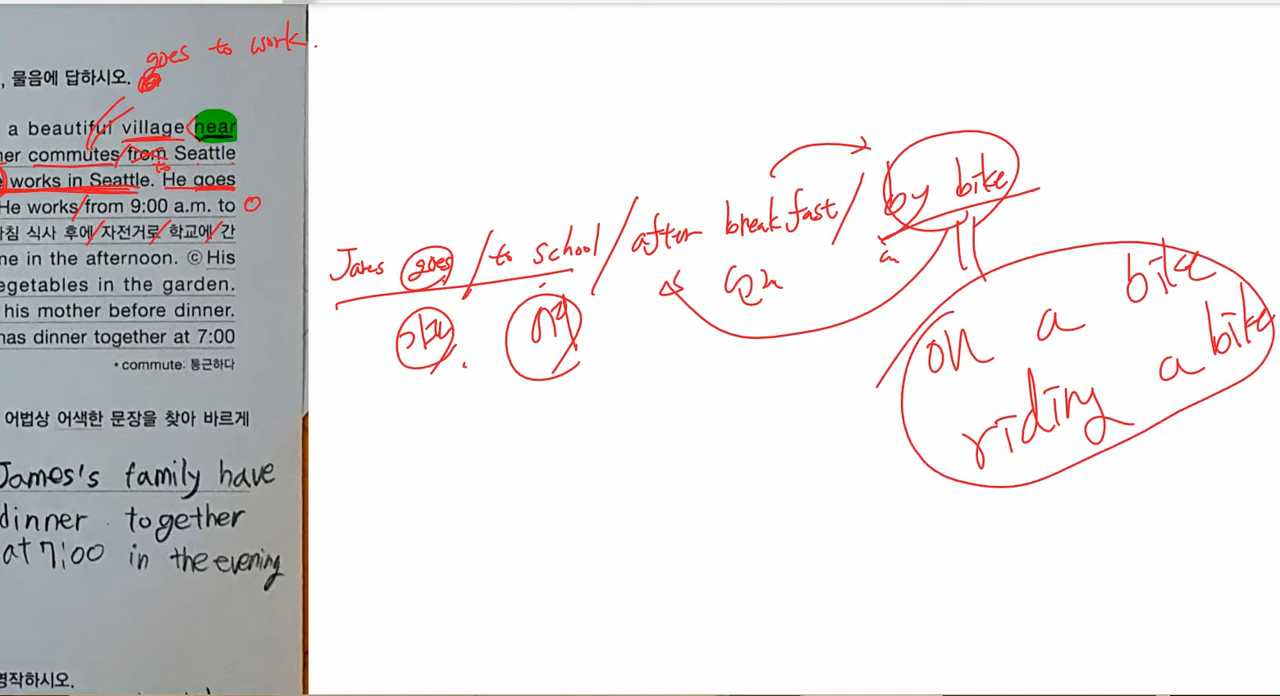 goes to work.
, 물음에 답하시오.
a beautiful village near
her commutes from Seattle
to
works in Seattle. He goes
He works from 9:00 a.m. to
침 식사 후에 자전거로 학교에 간
ne in the afternoon. ⓒ His
egetables in the garden.
his mother before dinner.
has dinner together at 7:00
* commute: 통근하다
어법상 어색한 문장을 찾아 바르게
James's family have
dinner together
at 7:00 in the evening
영작하시오.
James goes / to school / after breakfast / by bike
on a bike
riding a bike